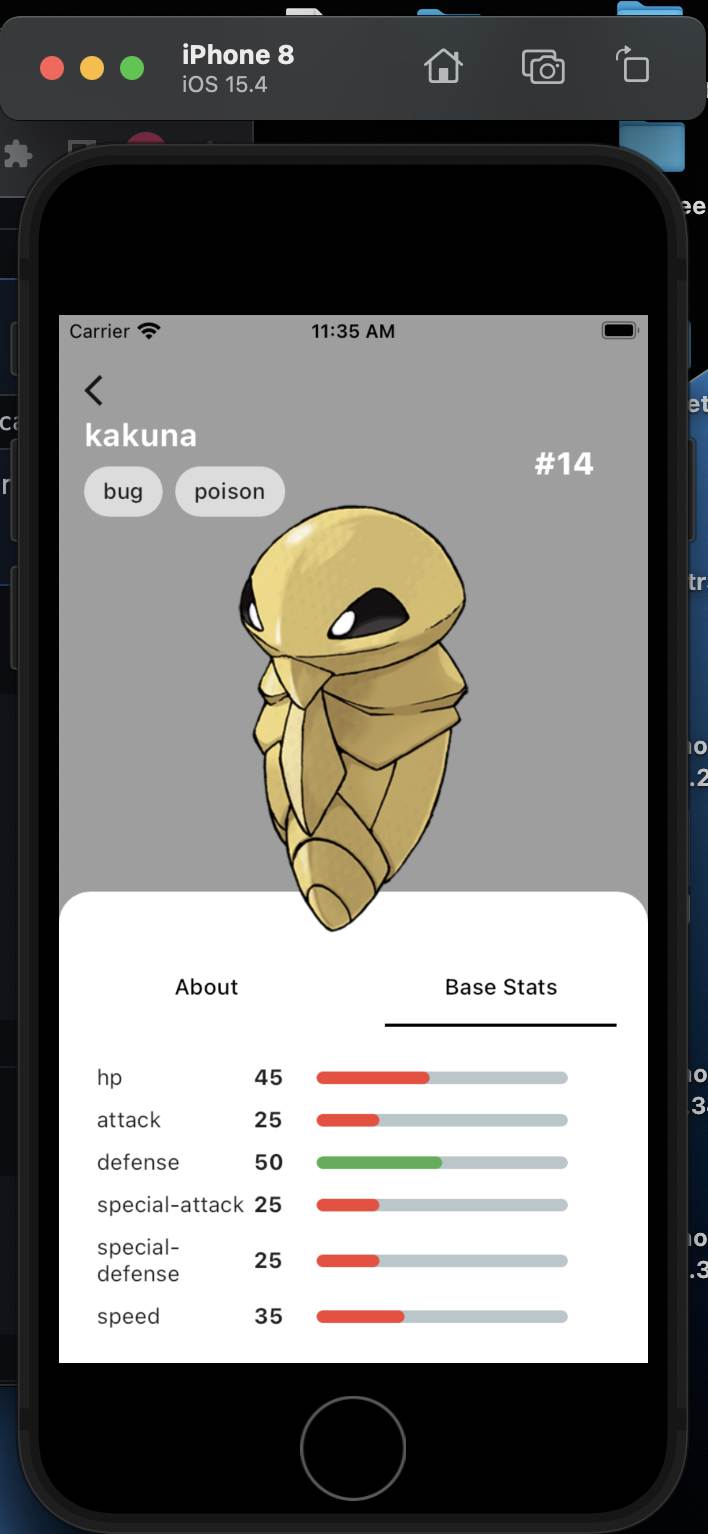 iPhone 8
iOS 15.4
Carrier
11:35 AM
kakuna
#14
bug
poison
About
Base Stats
hp 45
attack 25
defense 50
special-attack 25
special-
defense 25
speed 35